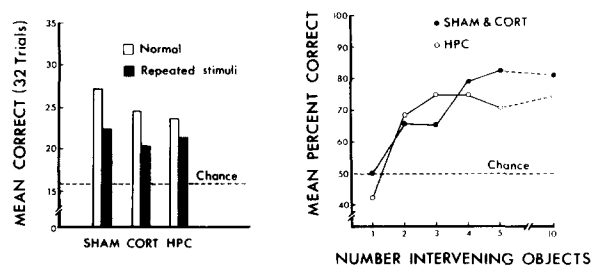 MEAN CORRECT (32 Trials)
35
30
25
20
15
0
Normal
Repeated stimuli
Chance
SHAM CORT HPC
MEAN PERCENT CORRECT
100
90
80
70
60
50
40
SHAM & CORT
HPC
Chance
1 2 3 4 5 10
NUMBER INTERVENING OBJECTS